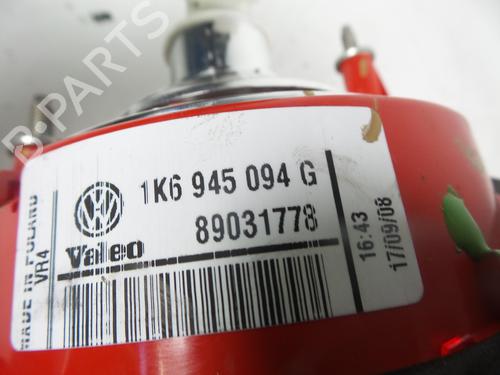 B-PARTS
MADE IN POLAND
VR4
1K6 945 094 G
Valeo
89031778
16:43
17/09/08